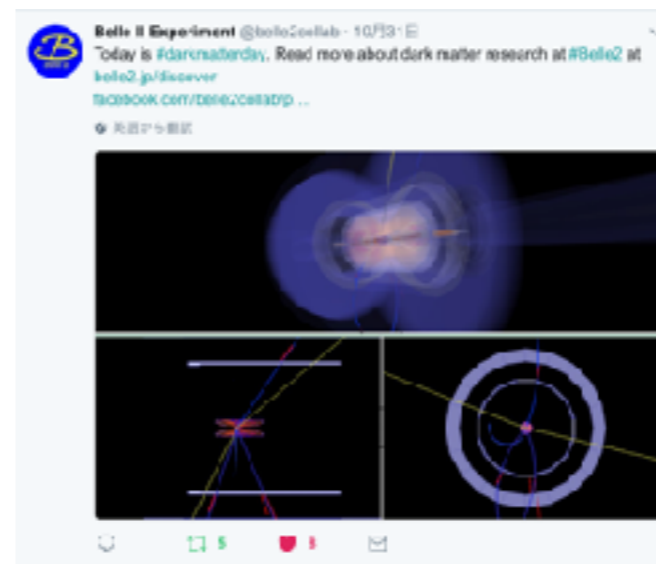 Belle II Experiment @belle2collab · 10月31日
Today is #darkmatterday. Read more about dark matter research at #Belle2 at
belle2.jp/discover
facebook.com/belle2collab/p ...
英語から翻訳
5 8